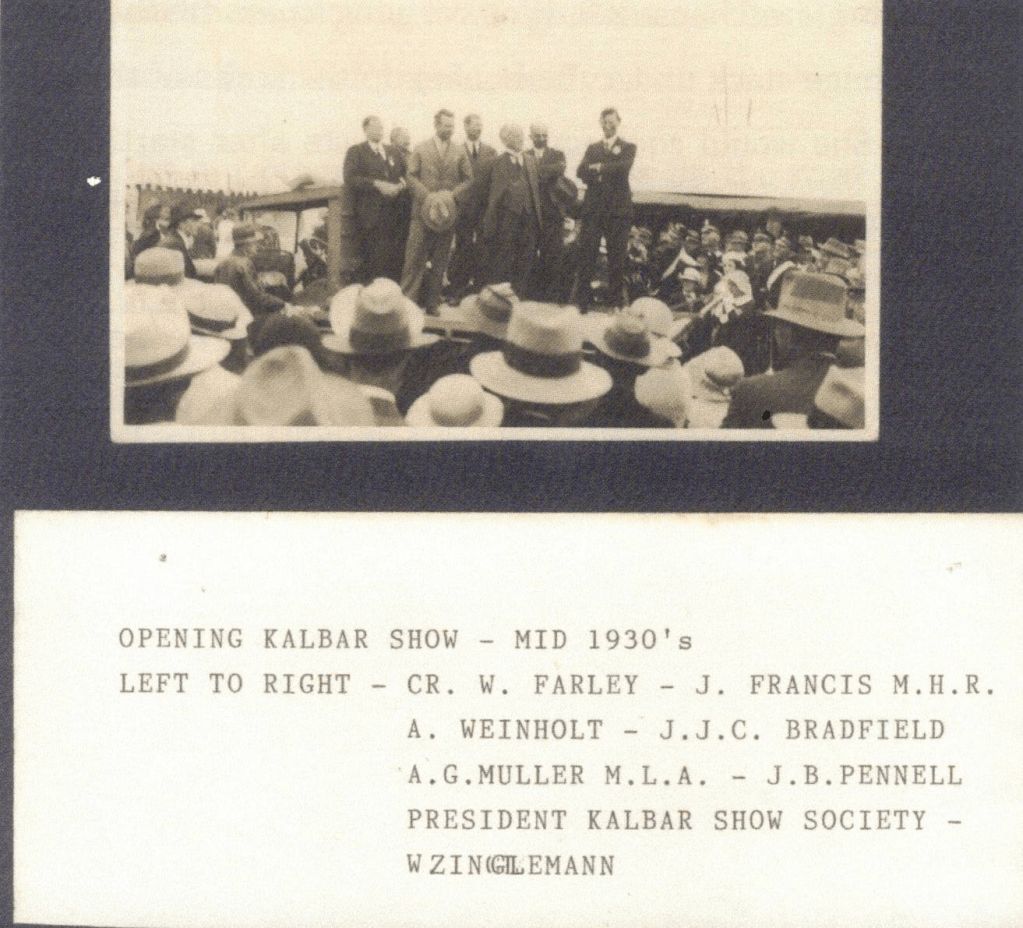 OPENING KALBAR SHOW - MID 1930's
LEFT TO RIGHT - CR. W. FARLEY - J. FRANCIS M.H.R.
A. WEINHOLT - J.J.C. BRADFIELD
A.G.MULLER M.L.A. - J.B.PENNELL
PRESIDENT KALBAR SHOW SOCIETY -